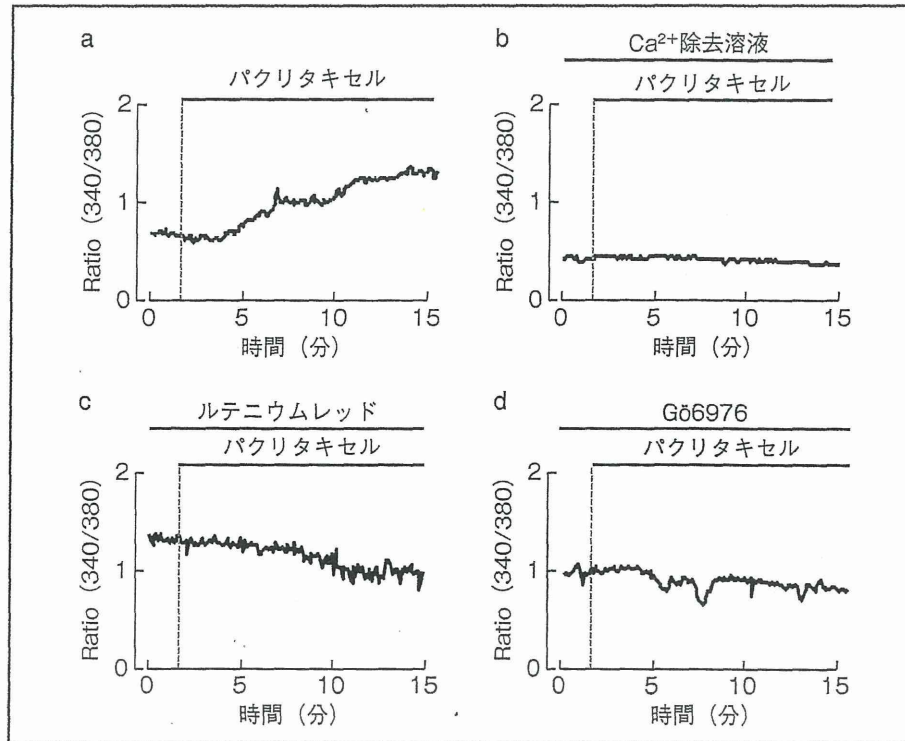 a
パクリタキセル
2
1
0
Ratio (340/380)
0 5 10 15
時間 (分)
b
Ca²⁺除去溶液
パクリタキセル
2
1
0
Ratio (340/380)
0 5 10 15
時間 (分)
c
ルテニウムレッド
パクリタキセル
2
1
0
Ratio (340/380)
0 5 10 15
時間 (分)
d
Gö6976
パクリタキセル
2
1
0
Ratio (340/380)
0 5 10 15
時間 (分)